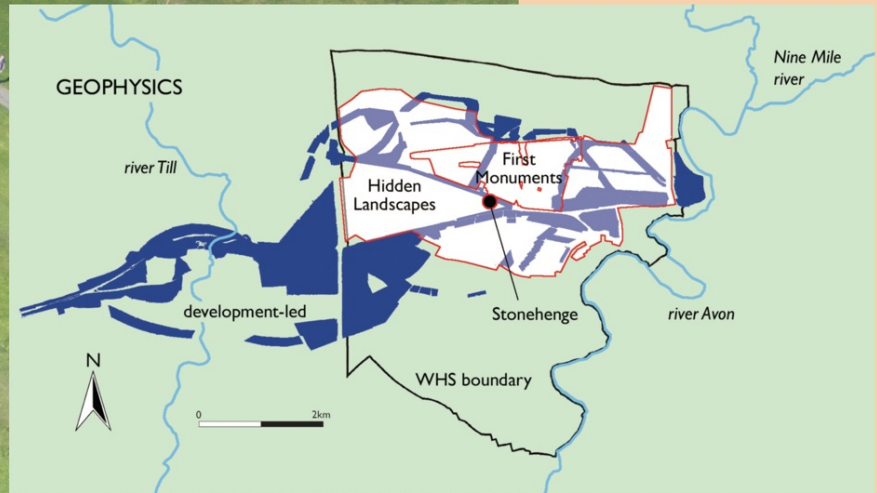 GEOPHYSICS
Nine Mile
river
river Till
First
Monuments
Hidden
Landscapes
development-led
Stonehenge
river Avon
WHS boundary
N
0
2km